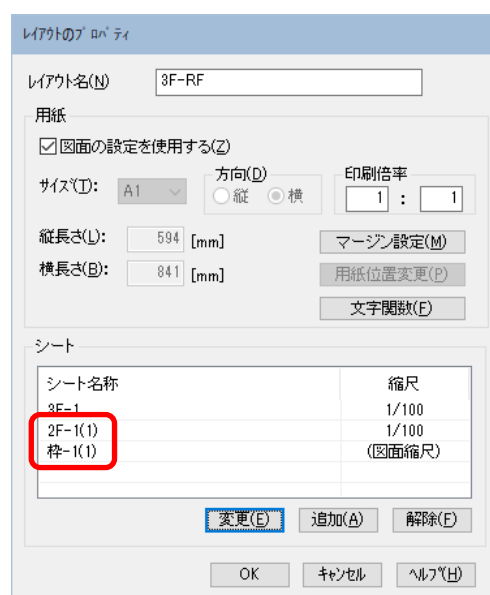 ﾚｲｱｳﾄのﾌﾟﾛﾊﾟﾃｨ
ﾚｲｱｳﾄ名(N) 3F-RF
用紙
図面の設定を使用する(Z)
ｻｲｽﾞ(T): A1 方向(D) 縦 横 印刷倍率 1 : 1
縦長さ(L): 594 [mm] マージン設定(M)
横長さ(B): 841 [mm] 用紙位置変更(P)
文字関数(F)
シート
シート名称 縮尺
3F-1 1/100
2F-1(1) 1/100
枠-1(1) (図面縮尺)
変更(E) 追加(A) 解除(F)
OK ｷｬﾝｾﾙ ﾍﾙﾌﾟ(H)